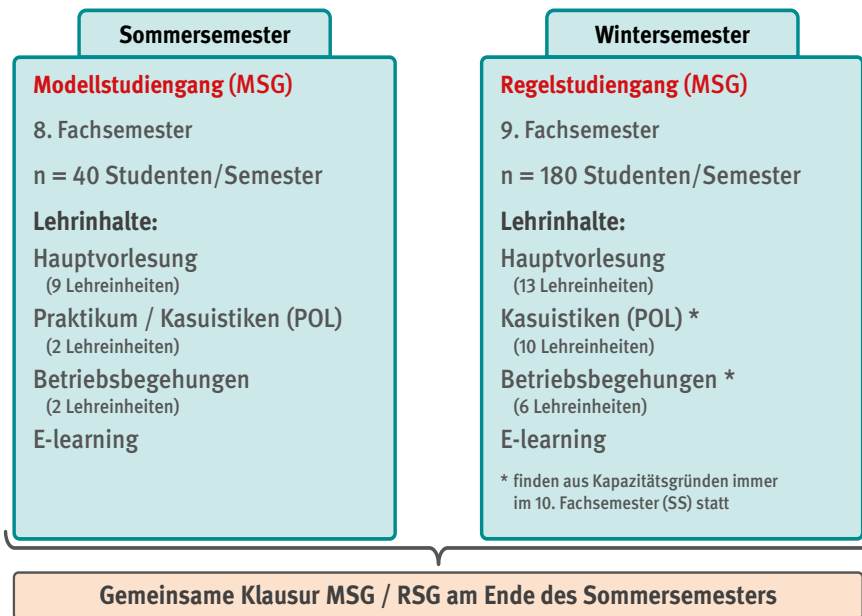 Sommersemester
Modellstudiengang (MSG)
8. Fachsemester
n = 40 Studenten/Semester
Lehrinhalte:
Hauptvorlesung
(9 Lehreinheiten)
Praktikum / Kasuistiken (POL)
(2 Lehreinheiten)
Betriebsbegehungen
(2 Lehreinheiten)
E-learning
Wintersemester
Regelstudiengang (MSG)
9. Fachsemester
n = 180 Studenten/Semester
Lehrinhalte:
Hauptvorlesung
(13 Lehreinheiten)
Kasuistiken (POL) *
(10 Lehreinheiten)
Betriebsbegehungen *
(6 Lehreinheiten)
E-learning
* finden aus Kapazitätsgründen immer
im 10. Fachsemester (SS) statt
Gemeinsame Klausur MSG / RSG am Ende des Sommersemesters